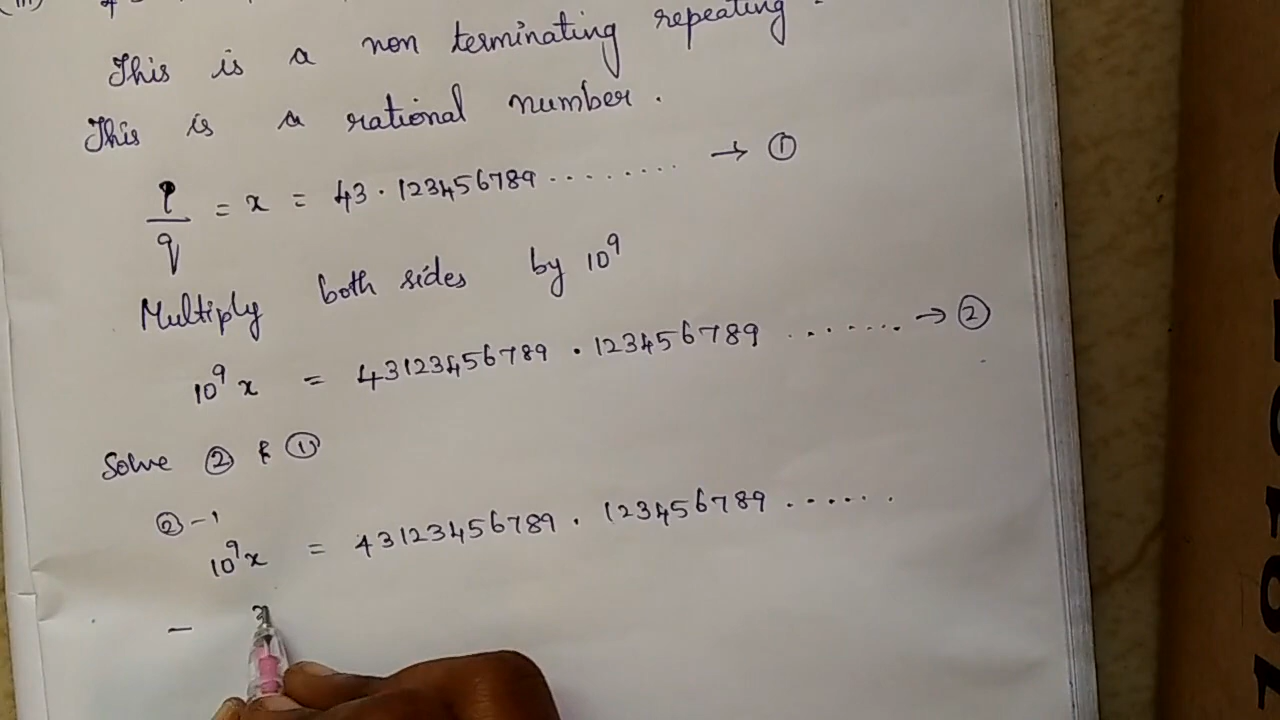 This is a non terminating repeating.
This is a rational number.
p/q = x = 43.123456789........ → ①
Multiply both sides by 10⁹
10⁹x = 43123456789.123456789....... → ②
Solve ② & ①
② - 1
10⁹x = 43123456789.123456789......
-